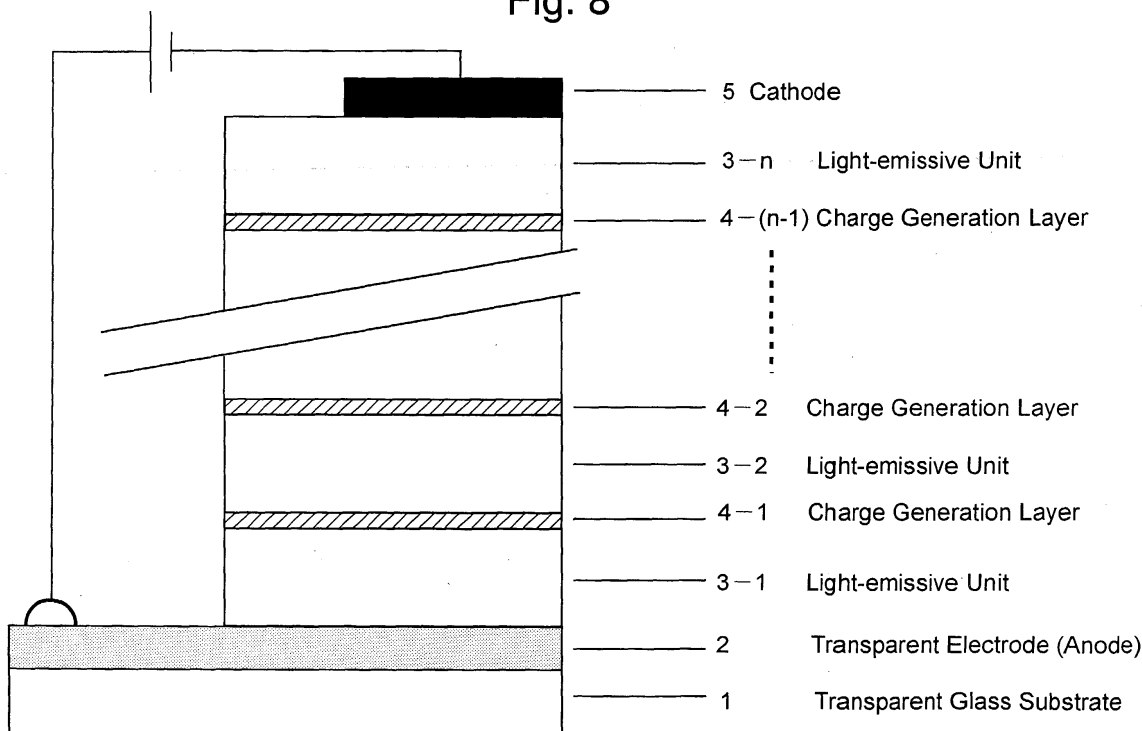 Fig. 8
5 Cathode
3-n Light-emissive Unit
4-(n-1) Charge Generation Layer
4-2 Charge Generation Layer
3-2 Light-emissive Unit
4-1 Charge Generation Layer
3-1 Light-emissive Unit
2 Transparent Electrode (Anode)
1 Transparent Glass Substrate